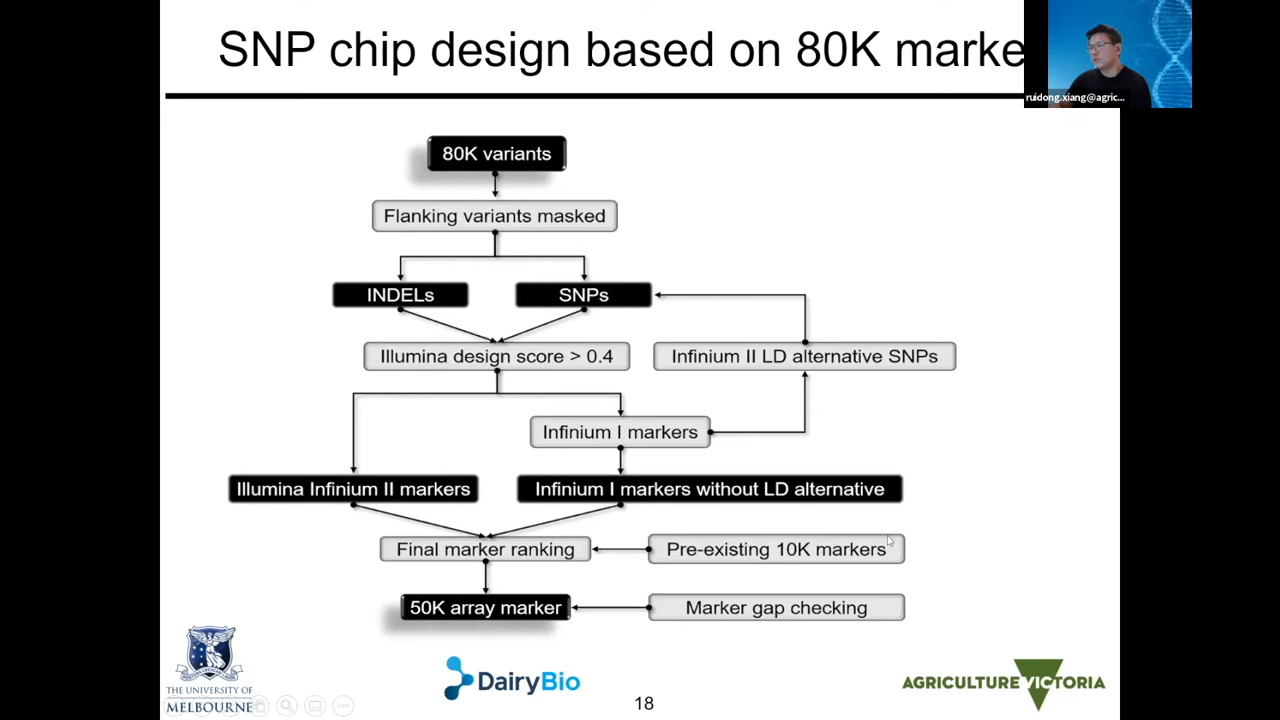 SNP chip design based on 80K marke
ruidong.xiang@agric...
80K variants
Flanking variants masked
INDELs
SNPs
Illumina design score > 0.4
Infinium II LD alternative SNPs
Infinium I markers
Illumina Infinium II markers
Infinium I markers without LD alternative
Final marker ranking
Pre-existing 10K markers
50K array marker
Marker gap checking
THE UNIVERSITY OF
MELBOURNE
DairyBio
AGRICULTURE VICTORIA
18